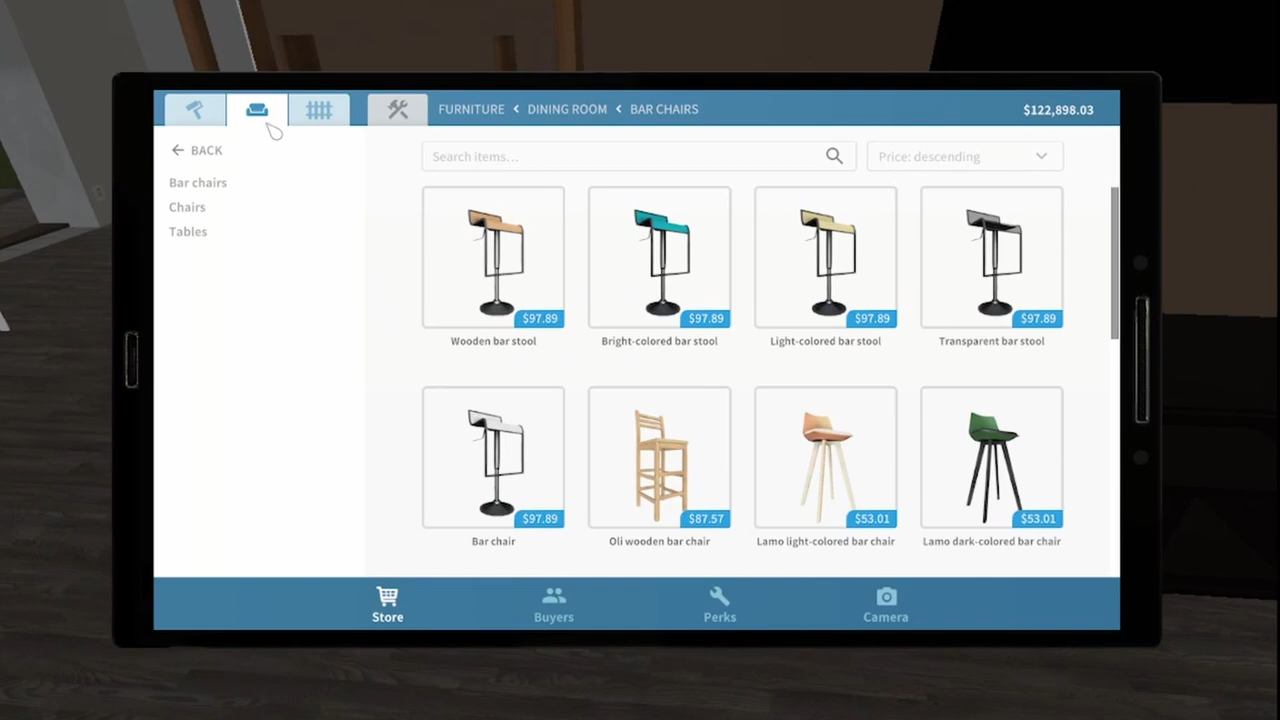 FURNITURE < DINING ROOM < BAR CHAIRS
$122,898.03
BACK
Bar chairs
Chairs
Tables
Search items...
Price: descending
$97.89
$97.89
$97.89
$97.89
Wooden bar stool
Bright-colored bar stool
Light-colored bar stool
Transparent bar stool
$97.89
$87.57
$53.01
$53.01
Bar chair
Oli wooden bar chair
Lamo light-colored bar chair
Lamo dark-colored bar chair
Store
Buyers
Perks
Camera